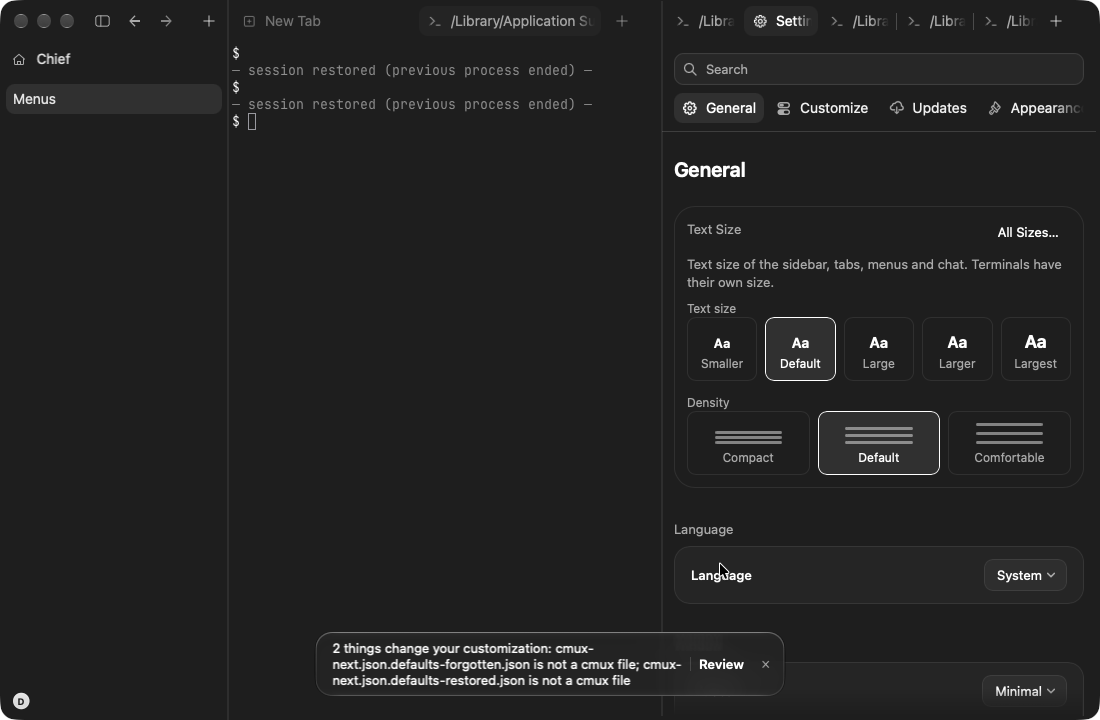 New Tab
/Library/Application Su
/Libra
Settin
/Libra
/Libra
/Libr
Chief
Menus
$
— session restored (previous process ended) —
$
— session restored (previous process ended) —
$
Search
General
Customize
Updates
Appearanc
General
Text Size
All Sizes...
Text size of the sidebar, tabs, menus and chat. Terminals have
their own size.
Text size
Aa
Aa
Aa
Aa
Aa
Smaller
Default
Large
Larger
Largest
Density
Compact
Default
Comfortable
Language
Language
System
2 things change your customization: cmux-
next.json.defaults-forgotten.json is not a cmux file; cmux-
next.json.defaults-restored.json is not a cmux file
Review
Minimal
D